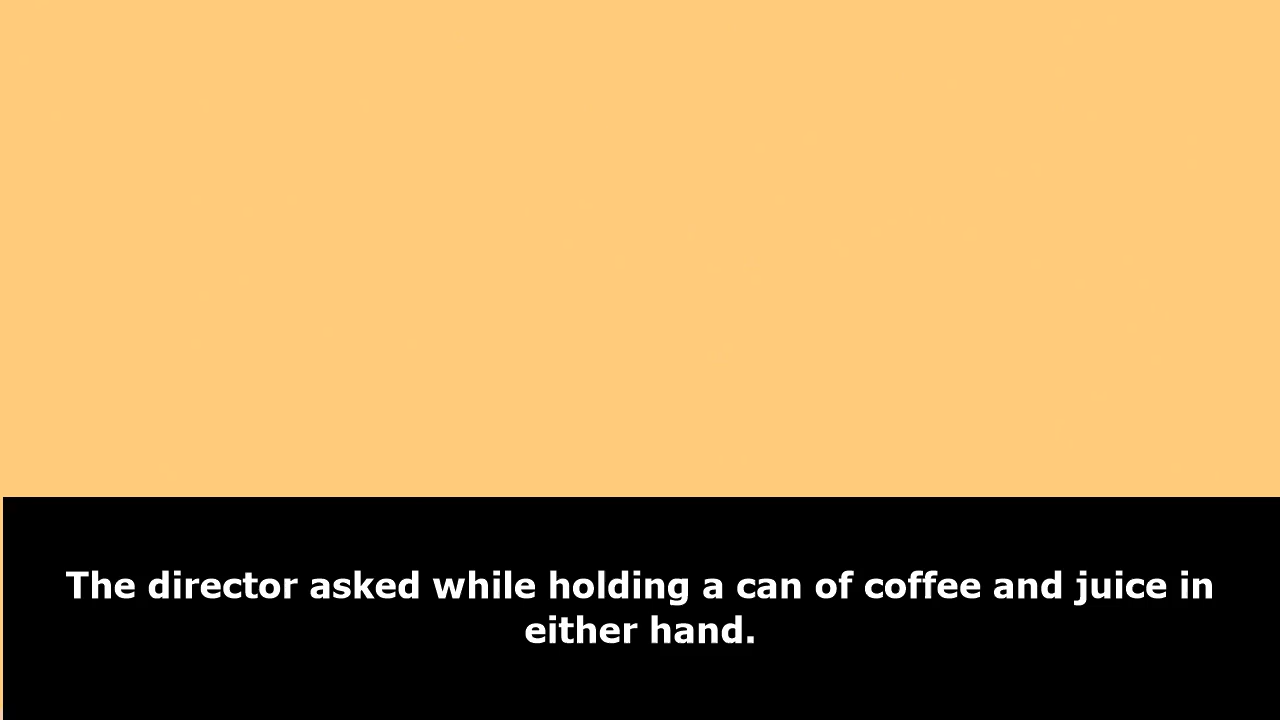 The director asked while holding a can of coffee and juice in
either hand.